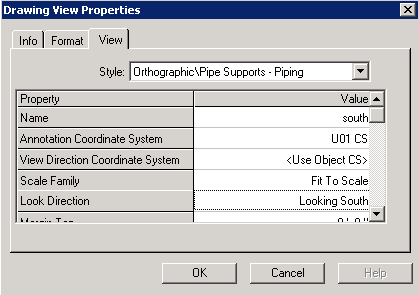 Drawing View Properties
Info Format View
Style: Orthographic\Pipe Supports - Piping
Property Value
Name south
Annotation Coordinate System U01 CS
View Direction Coordinate System <Use Object CS>
Scale Family Fit To Scale
Look Direction Looking South
OK Cancel Help